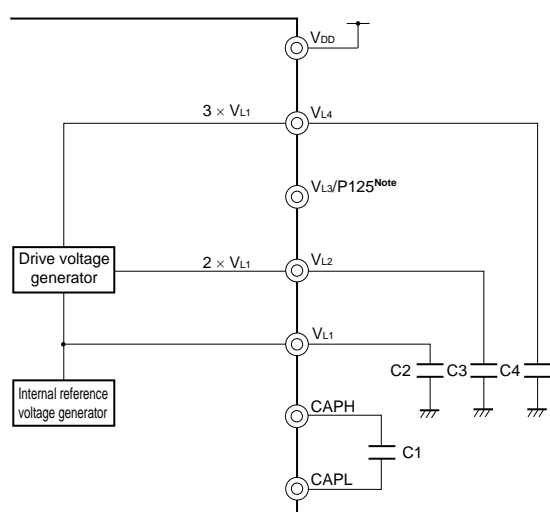 VDD
3 × VL1
VL4
VL3/P125Note
Drive voltage
generator
2 × VL1
VL2
VL1
C2
C3
C4
Internal reference
voltage generator
CAPH
C1
CAPL